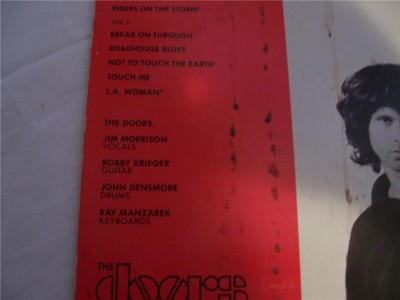 RIDERS ON THE STORM*
SIDE 2
BREAK ON THROUGH
ROADHOUSE BLUES
NOT TO TOUCH THE EARTH
TOUCH ME
L.A. WOMAN*
THE DOORS:
JIM MORRISON
VOCALS
ROBBY KRIEGER
GUITAR
JOHN DENSMORE
DRUMS
RAY MANZAREK
KEYBOARDS
THE